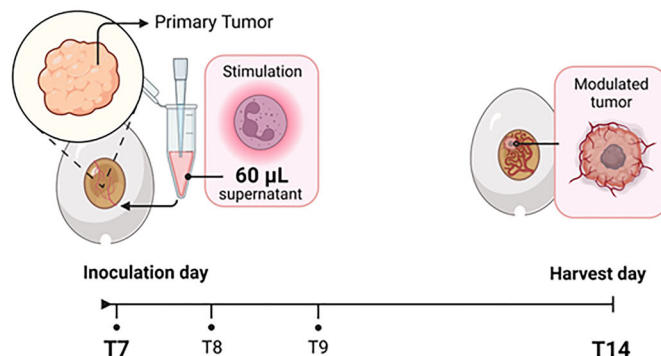 Primary Tumor
Stimulation
60 µL
supernatant
Modulated
tumor
Inoculation day
Harvest day
T7
T8
T9
T14